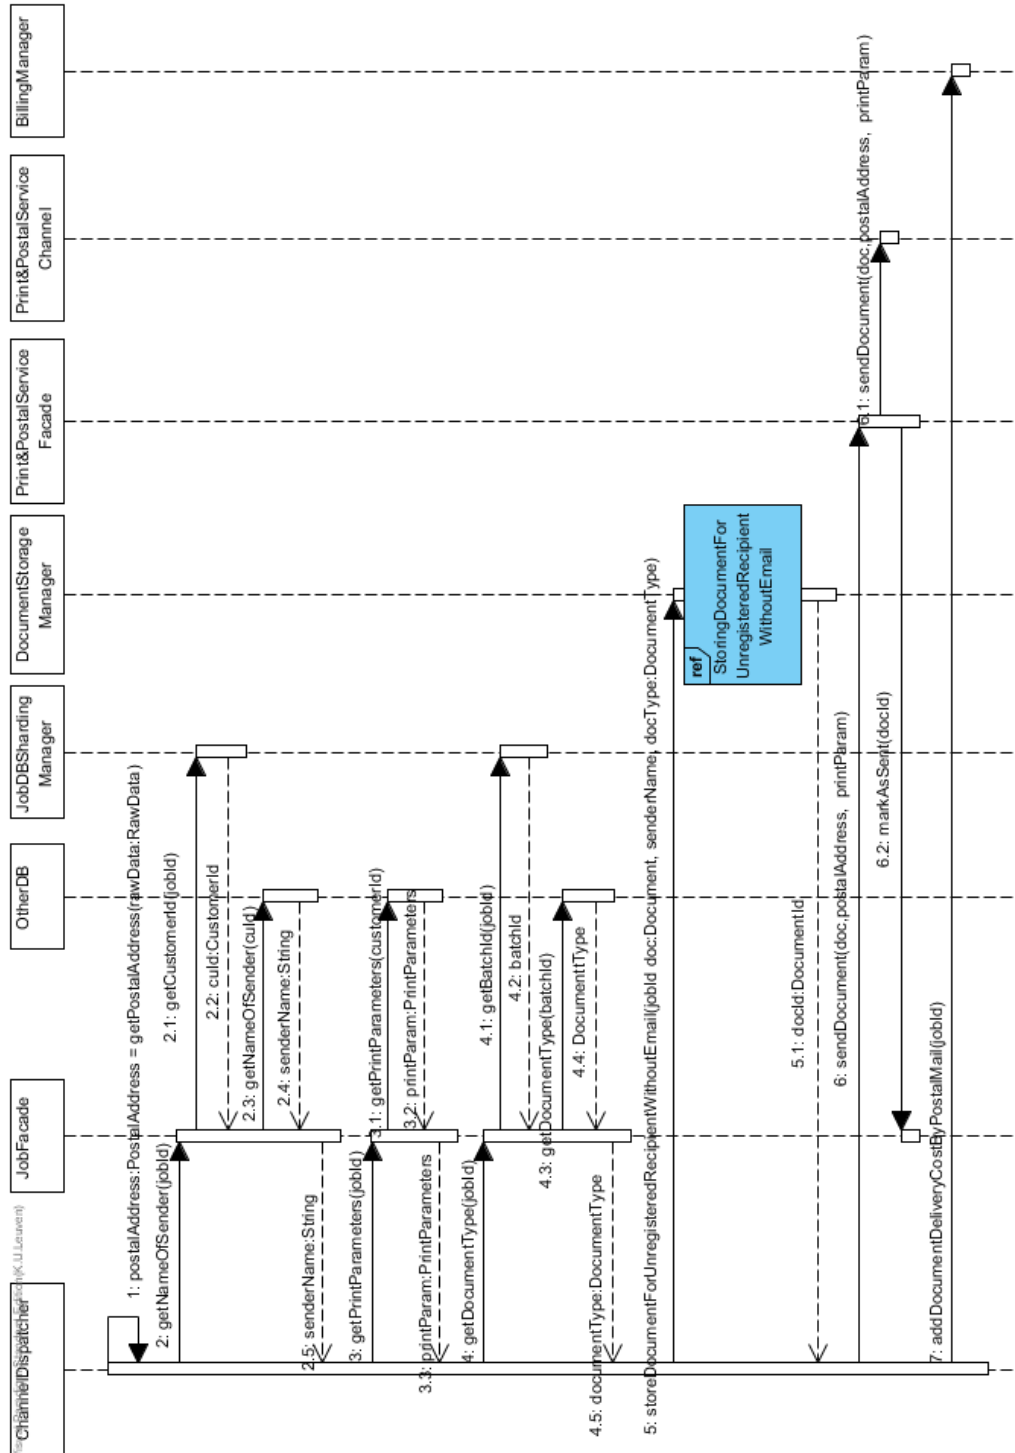 ChannelDispatcher
JobFacade
OtherDB
JobDBSharding
Manager
DocumentStorage
Manager
Print&PostalService
Facade
Print&PostalService
Channel
BillingManager
1: postalAddress:PostalAddress = getPostalAddress(rawData:RawData)
2: getNameOfSender(jobId)
2.1: getCustomerId(jobId)
2.2: cuId:CustomerId
2.3: getNameOfSender(cuId)
2.4: senderName:String
2.5: senderName:String
3: getPrintParameters(jobId)
3.1: getPrintParameters(customerId)
3.2: printParam:PrintParameters
3.3: printParam:PrintParameters
4: getDocumentType(jobId)
4.1: getBatchId(jobId)
4.2: batchId
4.3: getDocumentType(batchId)
4.4: DocumenttType
4.5: documentType:DocumentType
5: storeDocumentForUnregisteredRecipientWithoutEmail(jobId doc:Document, senderName, docType:DocumentType)
ref
StoringDocumentFor
UnregisteredRecipient
WithoutEmail
5.1: docId:DocumentId
6: sendDocument(doc,postalAddress, printParam)
6.1: sendDocument(doc,postalAddress, printParam)
6.2: markAsSent(docId)
7: addDocumentDeliveryCostByPostalMail(jobId)
(K.U.Leuven)